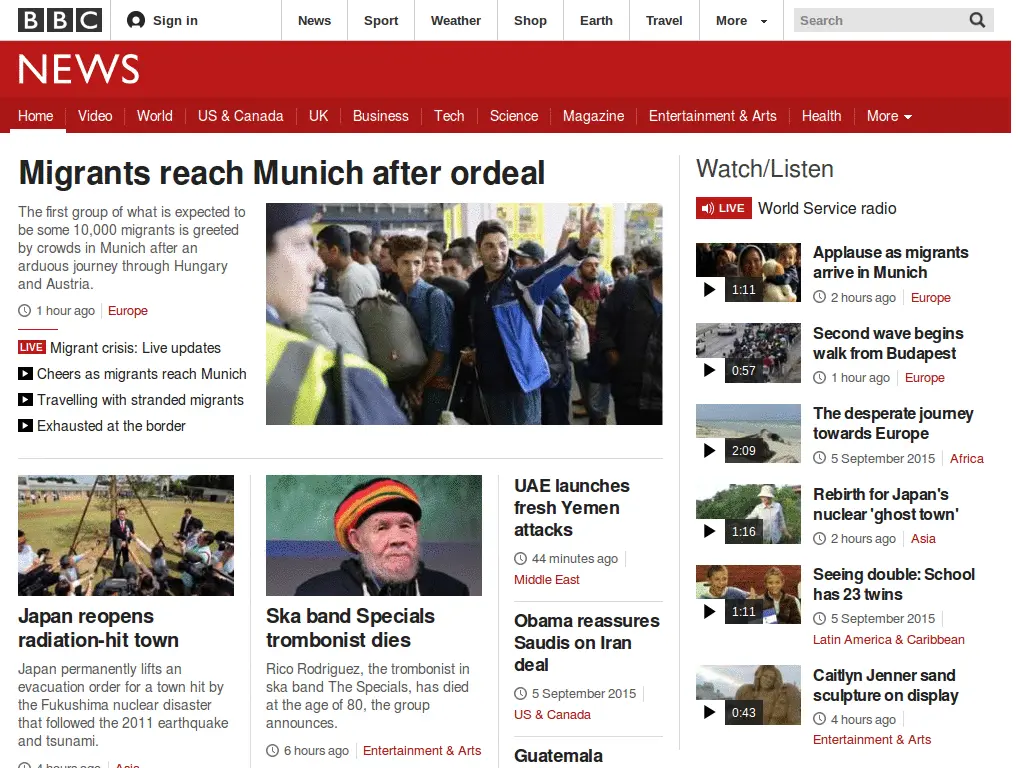 BBC
Sign in
News
Sport
Weather
Shop
Earth
Travel
More
Search
NEWS
Home
Video
World
US & Canada
UK
Business
Tech
Science
Magazine
Entertainment & Arts
Health
More
Migrants reach Munich after ordeal
The first group of what is expected to
be some 10,000 migrants is greeted
by crowds in Munich after an
arduous journey through Hungary
and Austria.
1 hour ago
Europe
LIVE Migrant crisis: Live updates
Cheers as migrants reach Munich
Travelling with stranded migrants
Exhausted at the border
Japan reopens
radiation-hit town
Japan permanently lifts an
evacuation order for a town hit by
the Fukushima nuclear disaster
that followed the 2011 earthquake
and tsunami.
4 hours ago
Asia
Ska band Specials
trombonist dies
Rico Rodriguez, the trombonist in
ska band The Specials, has died
at the age of 80, the group
announces.
6 hours ago
Entertainment & Arts
UAE launches
fresh Yemen
attacks
44 minutes ago
Middle East
Obama reassures
Saudis on Iran
deal
5 September 2015
US & Canada
Guatemala
Watch/Listen
LIVE World Service radio
1:11
Applause as migrants
arrive in Munich
2 hours ago
Europe
0:57
Second wave begins
walk from Budapest
1 hour ago
Europe
2:09
The desperate journey
towards Europe
5 September 2015
Africa
1:16
Rebirth for Japan's
nuclear 'ghost town'
2 hours ago
Asia
1:11
Seeing double: School
has 23 twins
5 September 2015
Latin America & Caribbean
0:43
Caitlyn Jenner sand
sculpture on display
4 hours ago
Entertainment & Arts